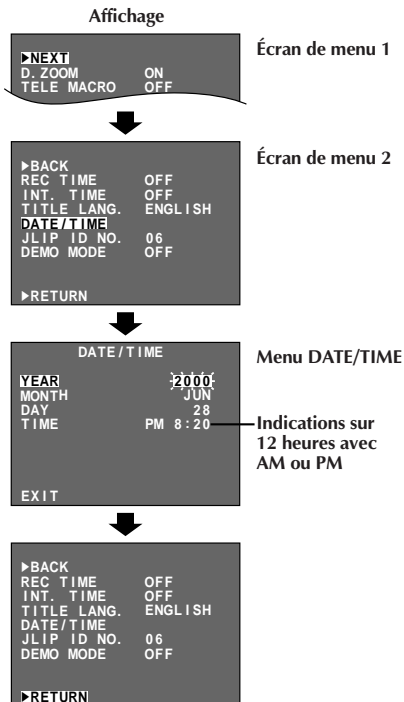 Affichage
▶NEXT
D. ZOOM ON
TELE MACRO OFF
Écran de menu 1
▶BACK
REC TIME OFF
INT. TIME OFF
TITLE LANG. ENGLISH
DATE/TIME
JLIP ID NO. 06
DEMO MODE OFF
▶RETURN
Écran de menu 2
DATE/TIME
YEAR 2000
MONTH JUN
DAY 28
TIME PM 8:20
EXIT
Menu DATE/TIME
Indications sur
12 heures avec
AM ou PM
▶BACK
REC TIME OFF
INT. TIME OFF
TITLE LANG. ENGLISH
DATE/TIME
JLIP ID NO. 06
DEMO MODE OFF
▶RETURN